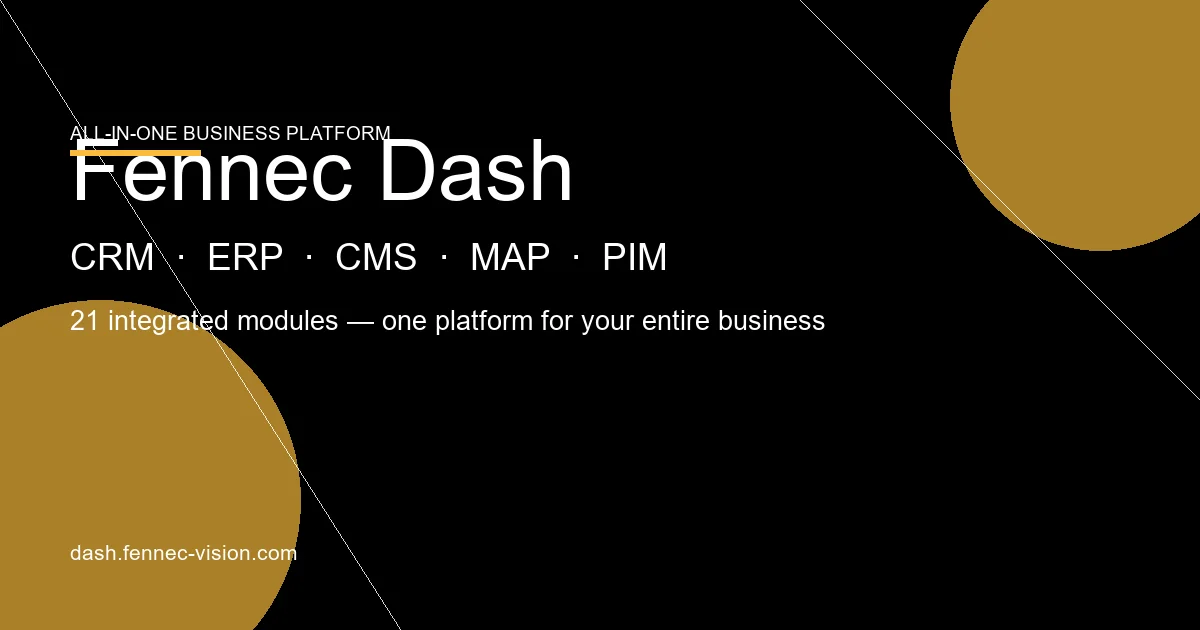 ALL-IN-ONE BUSINESS PLATFORM
Fennec Dash
CRM · ERP · CMS · MAP · PIM
21 integrated modules — one platform for your entire business
dash.fennec-vision.com